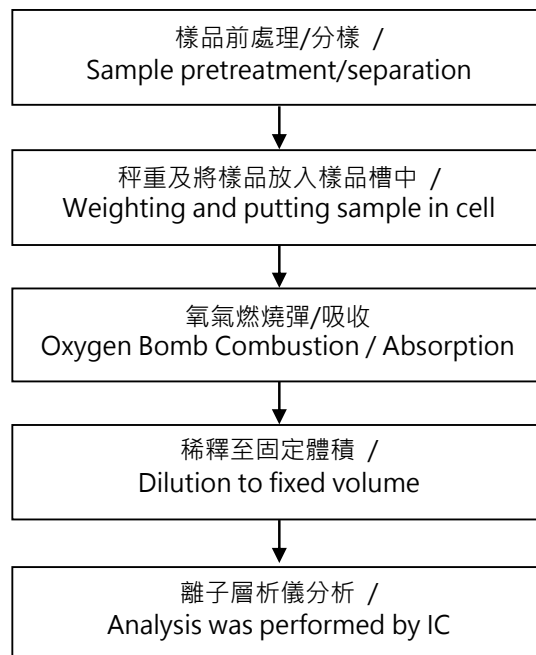 樣品前處理/分樣 /
Sample pretreatment/separation
秤重及將樣品放入樣品槽中 /
Weighting and putting sample in cell
氧氣燃燒彈/吸收
Oxygen Bomb Combustion / Absorption
稀釋至固定體積 /
Dilution to fixed volume
離子層析儀分析 /
Analysis was performed by IC